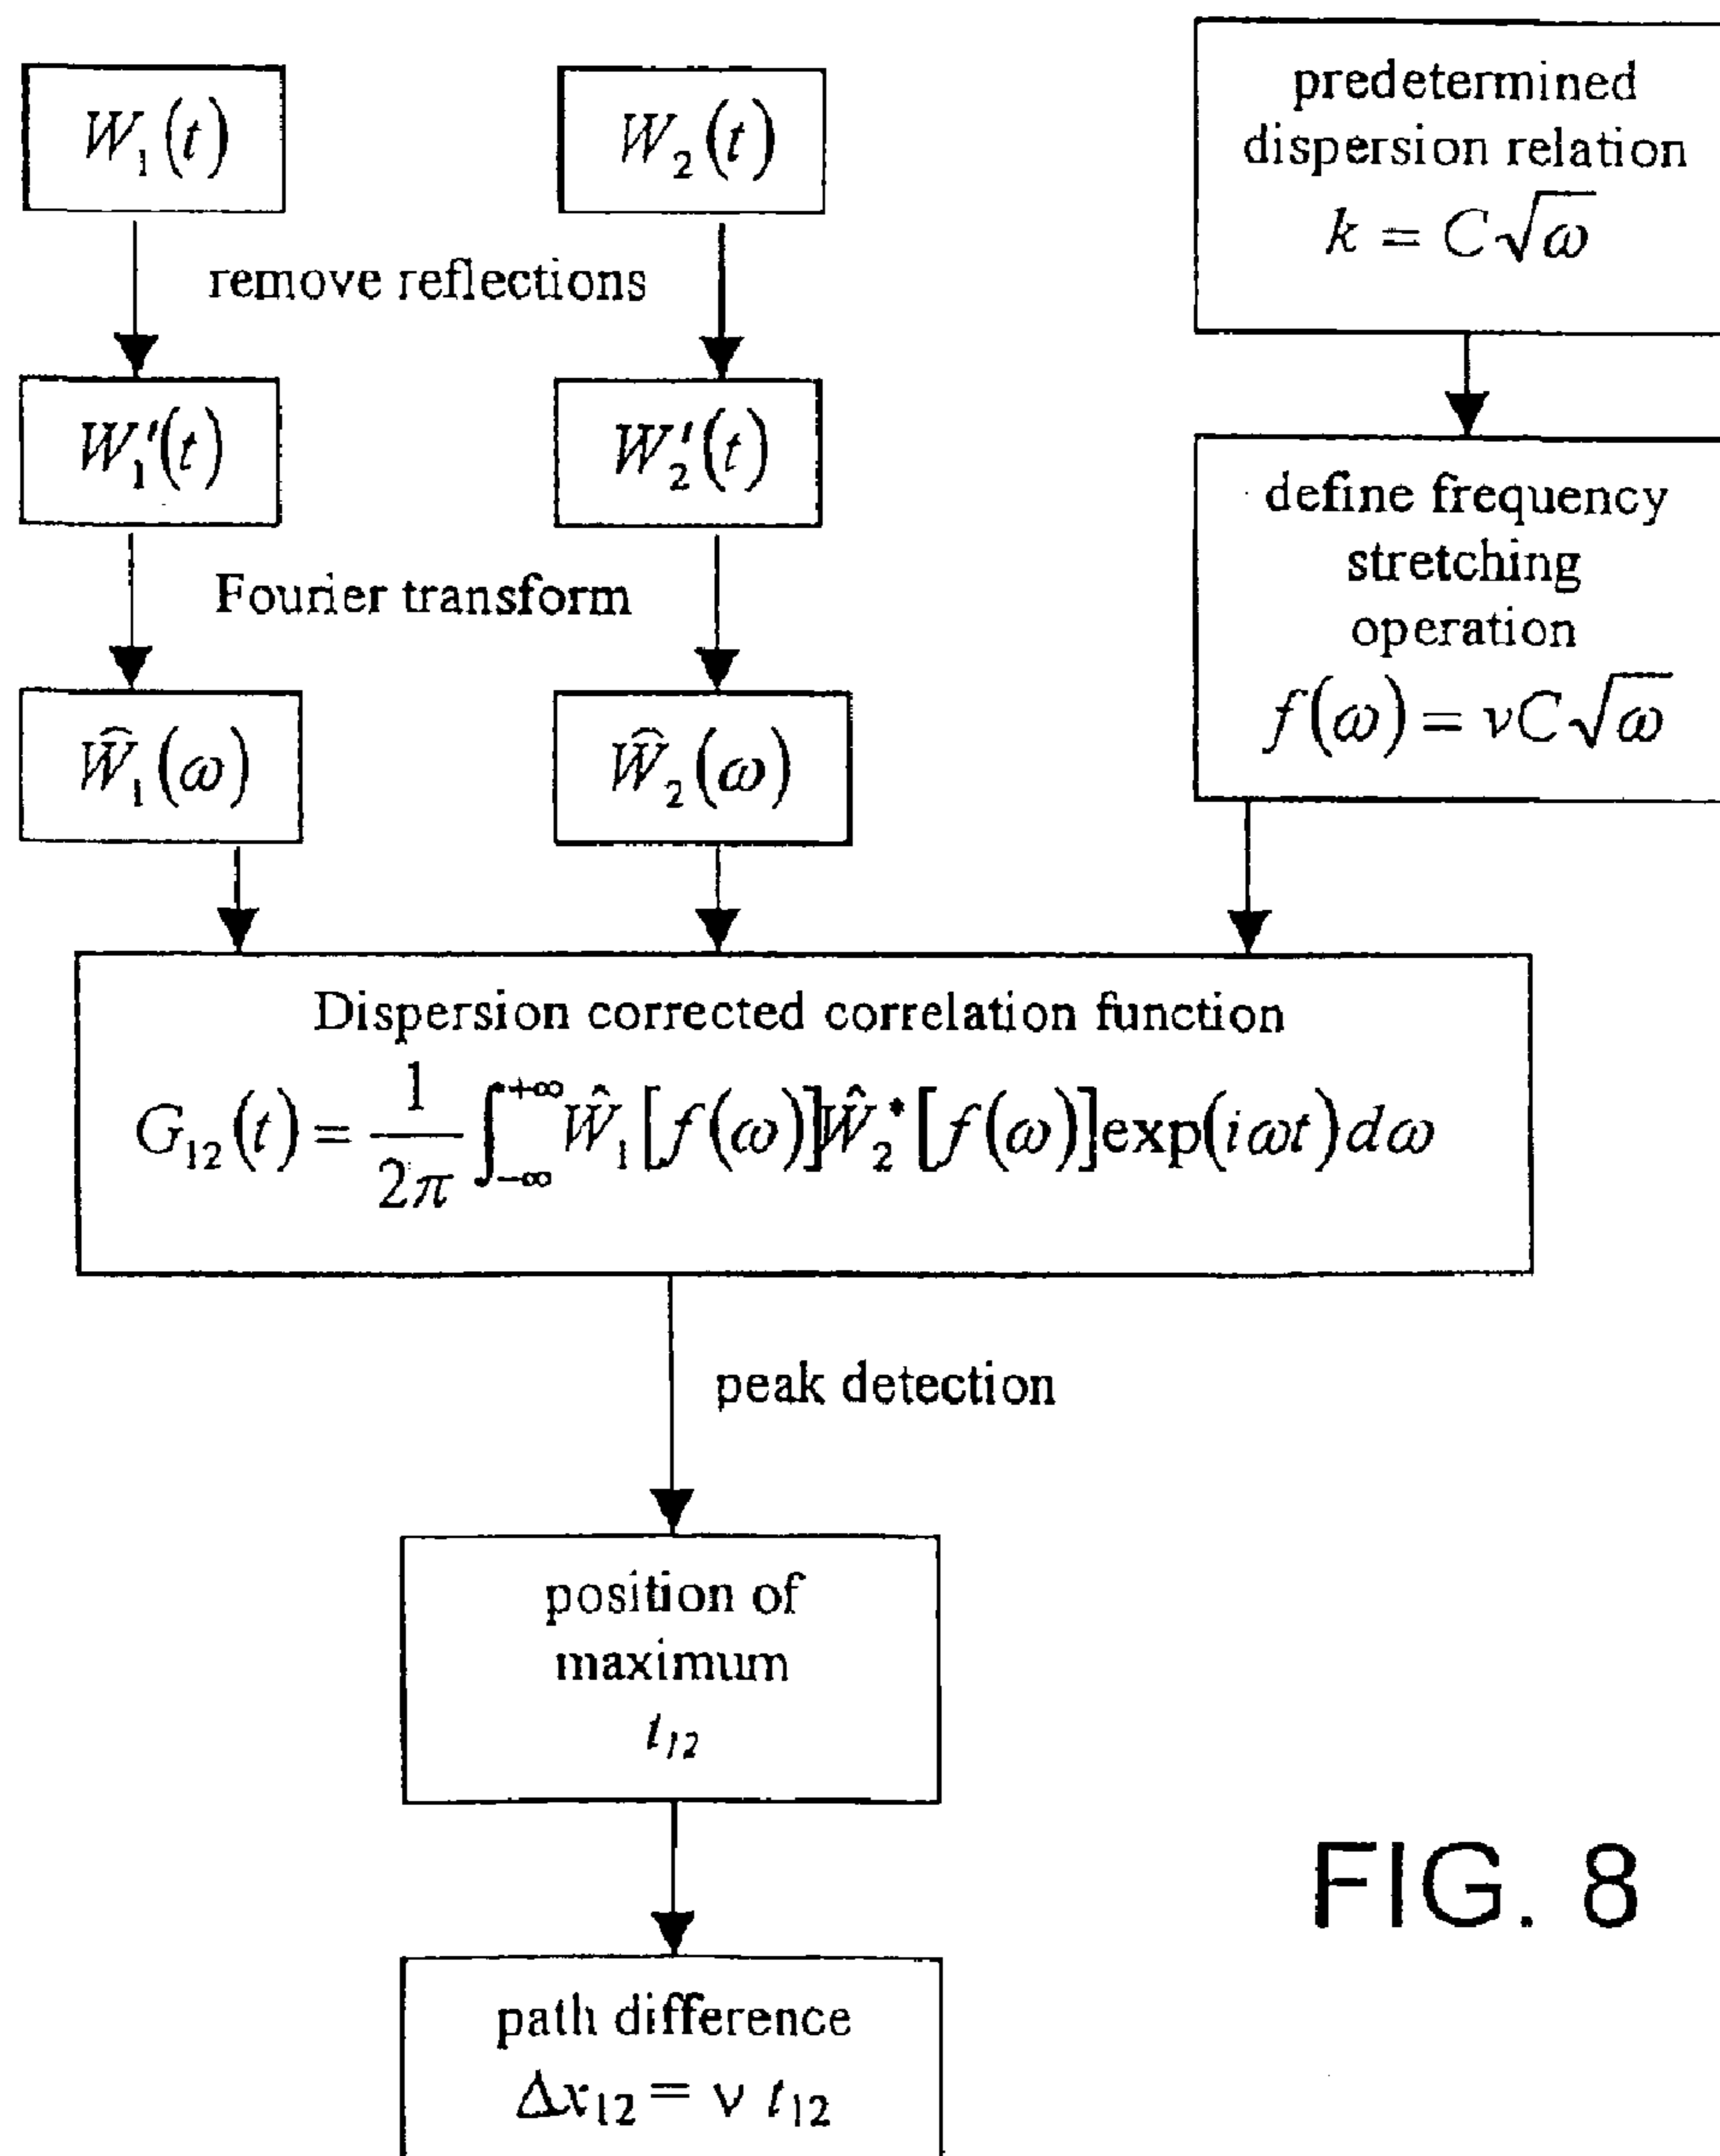 W₁(t)
W₂(t)
predetermined
dispersion relation
k = C√ω
remove reflections
W₁′(t)
W₂′(t)
define frequency
stretching
operation
f(ω) = νC√ω
Fourier transform
Ŵ₁(ω)
Ŵ₂(ω)
Dispersion corrected correlation function
G₁₂(t) = 1/2π ∫₋∞⁺∞ Ŵ₁[f(ω)]Ŵ₂*[f(ω)]exp(iωt)dω
peak detection
position of
maximum
t₁₂
path difference
Δx₁₂ = ν t₁₂
FIG. 8